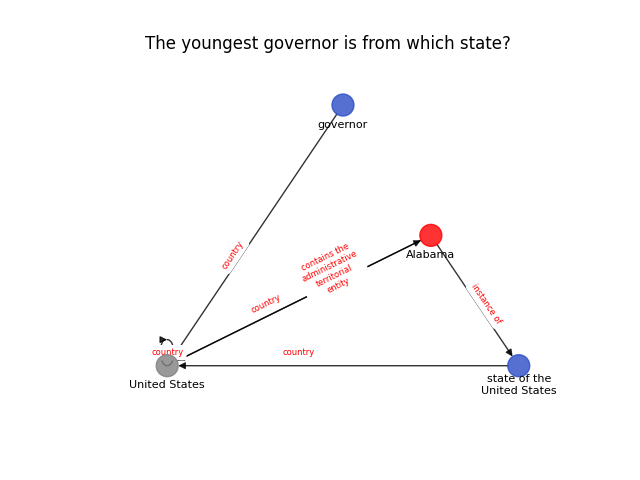 The youngest governor is from which state?
governor
country
contains the
administrative
territorial
entity
Alabama
country
instance of
country
country
United States
state of the
United States